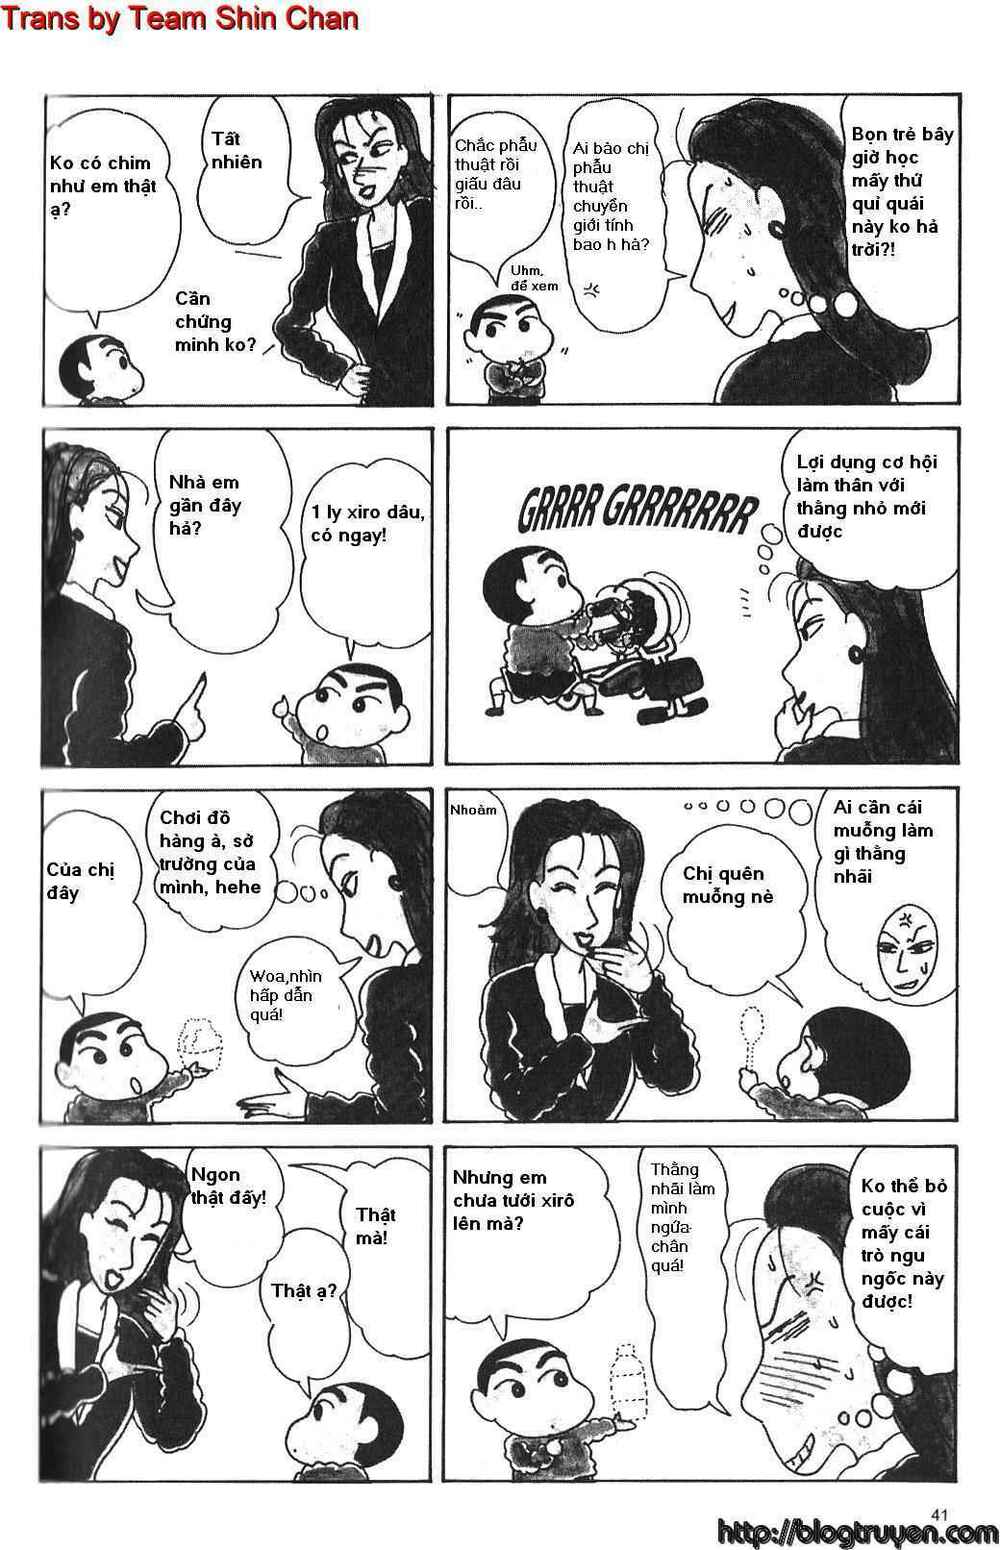 Trans by Team Shin Chan
Ko có chim
như em thật
ạ?
Tất
nhiên
Cần
chứng
minh ko?
Chắc phẫu
thuật rồi
giấu đâu
rồi..
Uhm,
để xem
Ai bào chị
phẫu
thuật
chuyển
giới tính
bao h hả?
Bọn trẻ bây
giờ học
mấy thứ
quỉ quái
này ko hả
trời?!
Nhà em
gần đây
hả?
1 ly xiro dâu,
có ngay!
GRRRR GRRRRRRR
Lợi dụng cơ hội
làm thân với
thằng nhỏ mới
được
Của chị
đây
Chơi đồ
hàng à, sở
trường của
mình, hehe
Woa,nhìn
hấp dẫn
quá!
Nhoàm
Chị quên
muỗng nè
Ai cần cái
muỗng làm
gì thằng
nhãi
Ngon
thật đấy!
Thật
mà!
Thật ạ?
Nhưng em
chưa tưới xirô
lên mà?
Thằng
nhãi làm
mình
ngứa
chân
quá!
Ko thể bỏ
cuộc vì
mấy cái
trò ngu
ngốc này
được!
41
http://blogtruyen.com